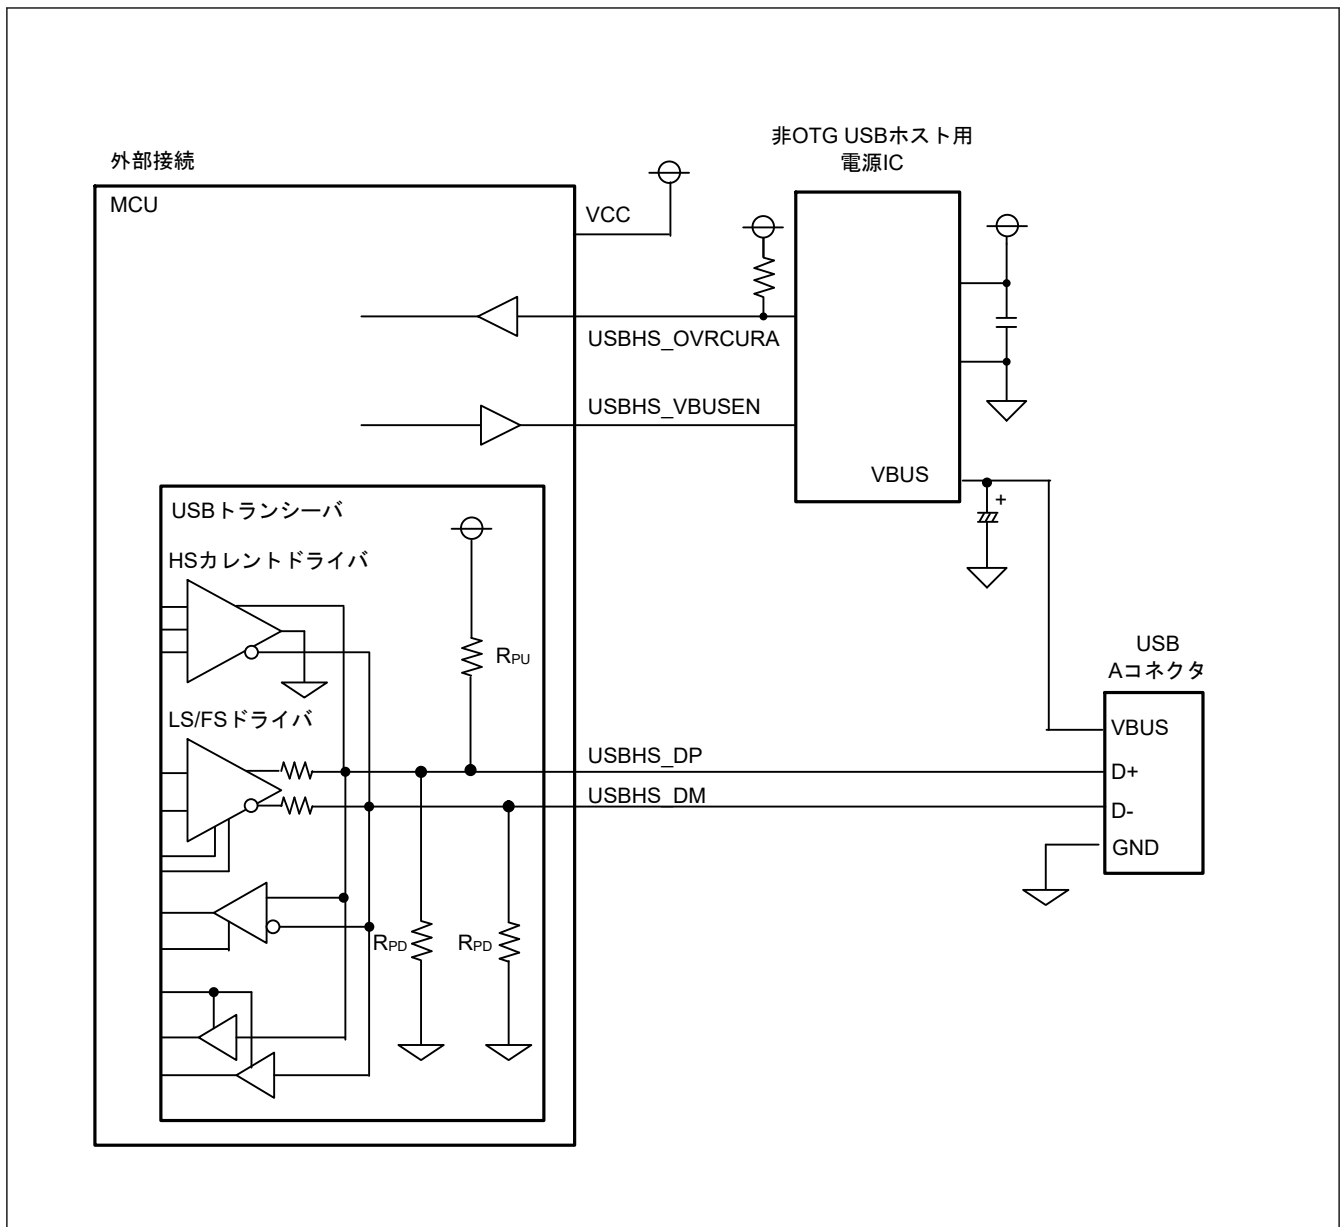 非OTG USBホスト用
電源IC
外部接続
MCU
VCC
USBHS_OVRCURA
USBHS_VBUSEN
VBUS
+
USBトランシーバ
HSカレントドライバ
RPU
USB
Aコネクタ
LS/FSドライバ
VBUS
USBHS_DP
D+
USBHS_DM
D-
GND
RPD
RPD